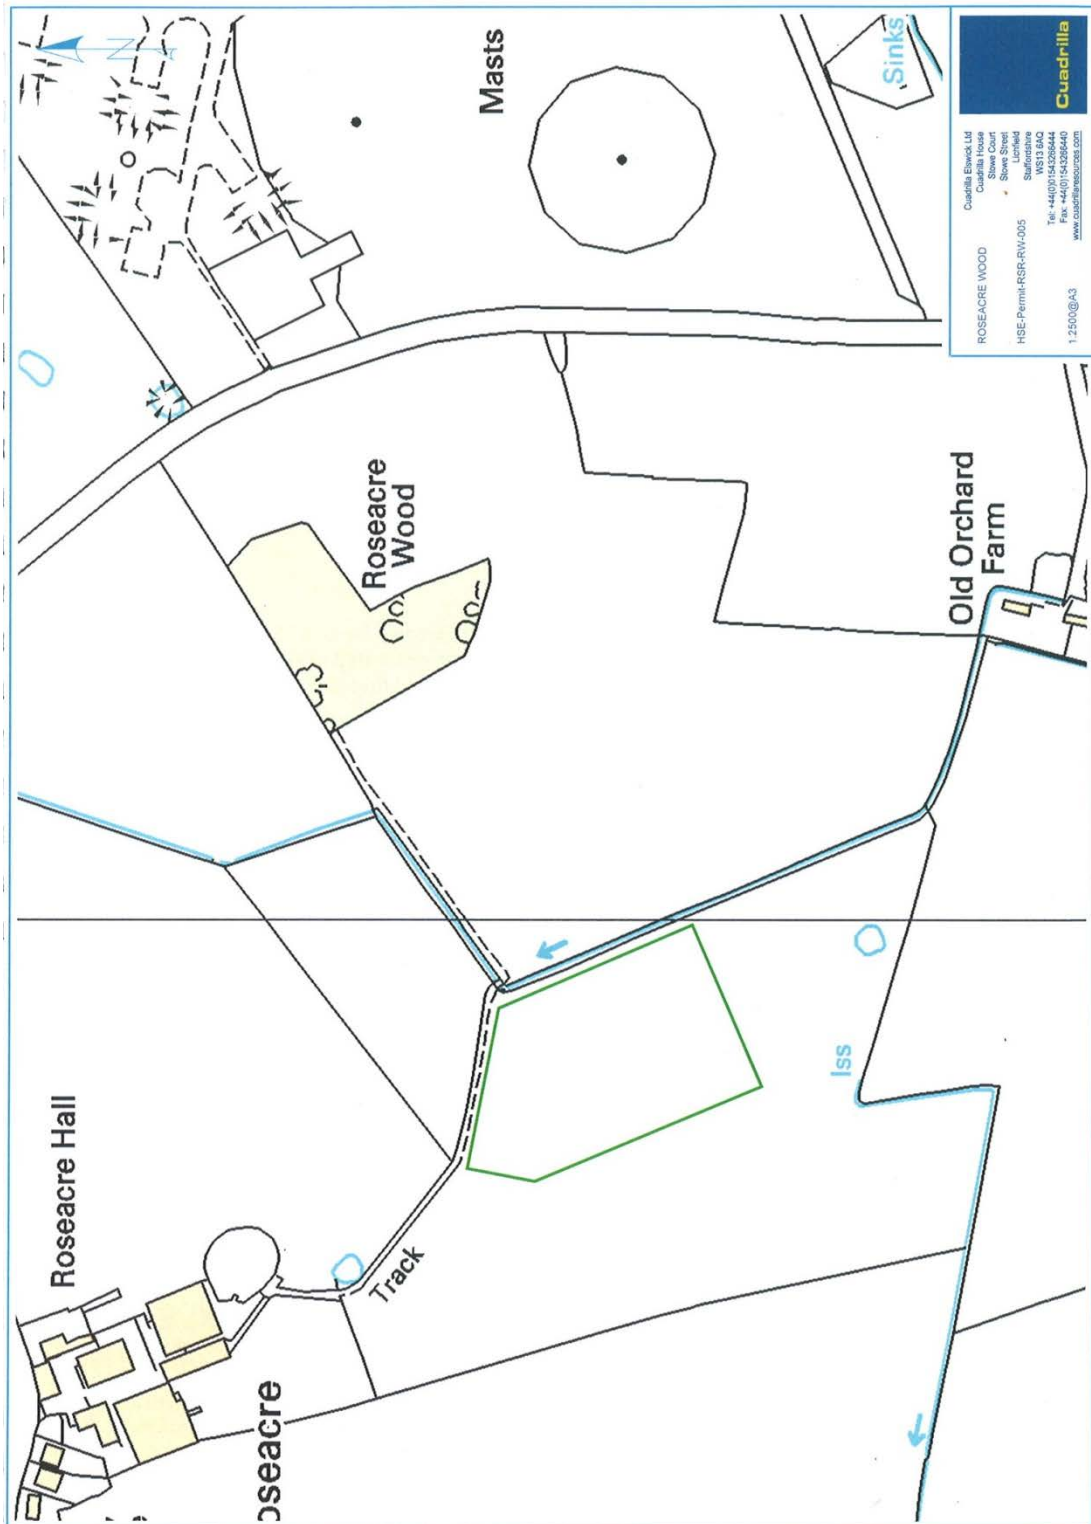 Roseacre Hall
oseacre
Track
Roseacre
Wood
Masts
Iss
Old Orchard
Farm
Sinks
N
ROSEACRE WOOD
HSE-Permit-RSR-RW-005
1:2500@A3
Cuadrilla Elswick Ltd
Cuadrilla House
Stowe Court
Stowe Street
Lichfield
Staffordshire
WS13 6AQ
Tel: +44(0)1543266444
Fax: +44(0)1543266440
www.cuadrillaresources.com
Cuadrilla